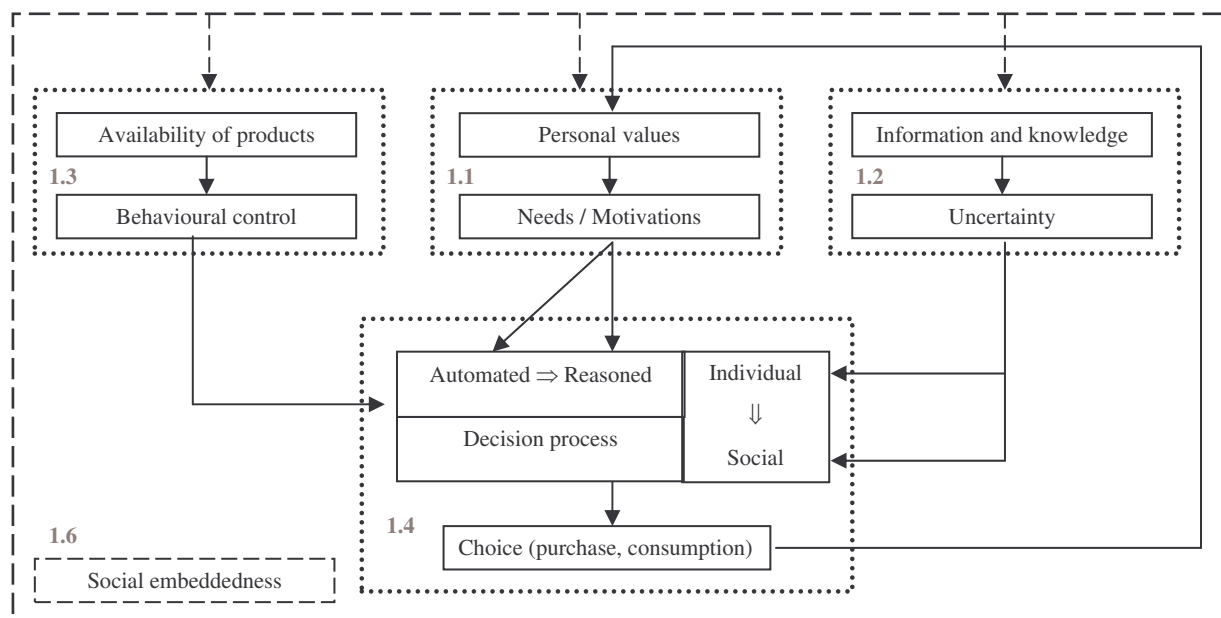 Availability of products
1.3
Behavioural control
Personal values
1.1
Needs / Motivations
Information and knowledge
1.2
Uncertainty
Automated ⇒ Reasoned
Decision process
Individual
⇓
Social
1.4
Choice (purchase, consumption)
1.6
Social embeddedness